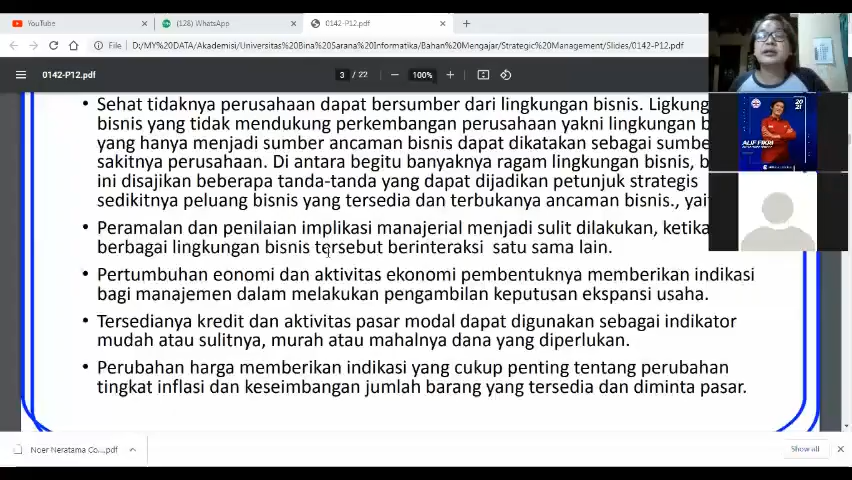 YouTube
(128) WhatsApp
0142-P12.pdf
File
D:/MY%20DATA/Akademisi/Universitas%20Bina%20Sarana%20Informatika/Bahan%20Mengajar/Strategic%20Management/Slides/0142-P12.pdf
0142-P12.pdf
3 / 22
100%
• Sehat tidaknya perusahaan dapat bersumber dari lingkungan bisnis. Ligkung
bisnis yang tidak mendukung perkembangan perusahaan yakni lingkungan b
yang hanya menjadi sumber ancaman bisnis dapat dikatakan sebagai sumbe
sakitnya perusahaan. Di antara begitu banyaknya ragam lingkungan bisnis, b
ini disajikan beberapa tanda-tanda yang dapat dijadikan petunjuk strategis
sedikitnya peluang bisnis yang tersedia dan terbukanya ancaman bisnis., yai
• Peramalan dan penilaian implikasi manajerial menjadi sulit dilakukan, ketika
berbagai lingkungan bisnis tersebut berinteraksi satu sama lain.
• Pertumbuhan eonomi dan aktivitas ekonomi pembentuknya memberikan indikasi
bagi manajemen dalam melakukan pengambilan keputusan ekspansi usaha.
• Tersedianya kredit dan aktivitas pasar modal dapat digunakan sebagai indikator
mudah atau sulitnya, murah atau mahalnya dana yang diperlukan.
• Perubahan harga memberikan indikasi yang cukup penting tentang perubahan
tingkat inflasi dan keseimbangan jumlah barang yang tersedia dan diminta pasar.
20
21
ALIF FIKRI
Noer Neratama Co....pdf
Show all